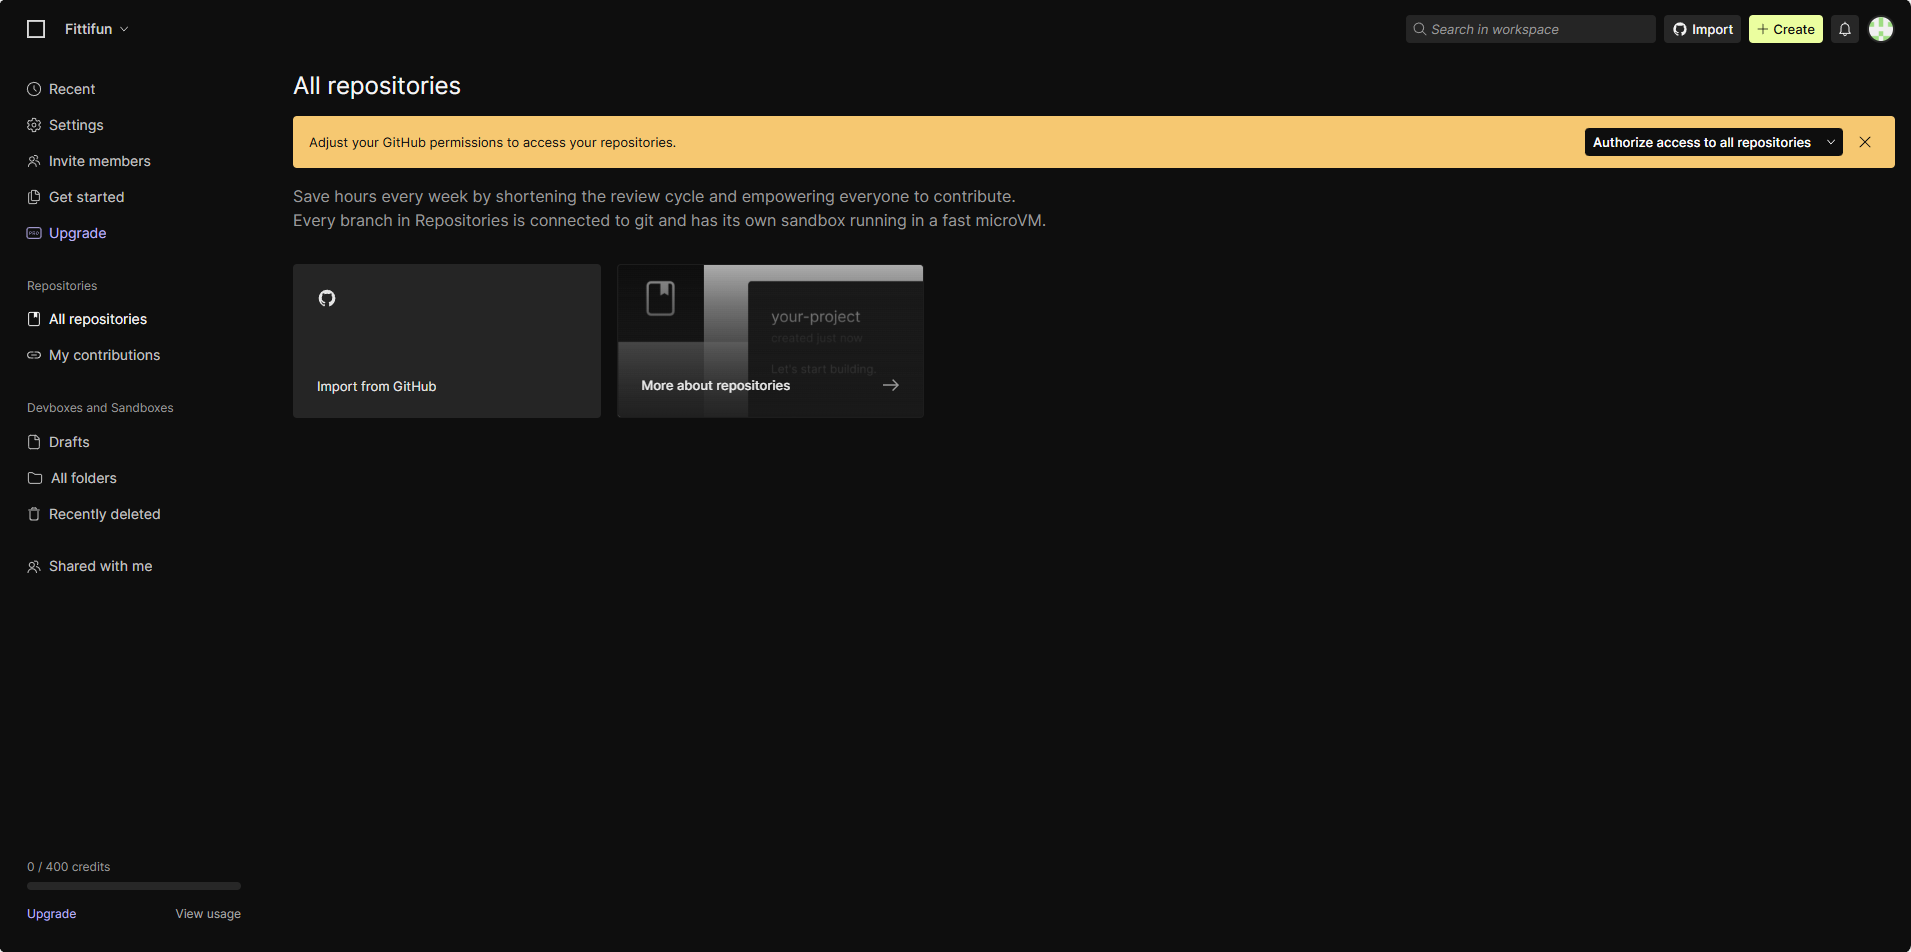 Fittifun
Search in workspace
Import
Create
Recent
Settings
Invite members
Get started
PRO
Upgrade
Repositories
All repositories
My contributions
Devboxes and Sandboxes
Drafts
All folders
Recently deleted
Shared with me
0 / 400 credits
Upgrade
View usage
All repositories
Adjust your GitHub permissions to access your repositories.
Authorize access to all repositories
Save hours every week by shortening the review cycle and empowering everyone to contribute.
Every branch in Repositories is connected to git and has its own sandbox running in a fast microVM.
Import from GitHub
your-project
created just now
Let's start building.
More about repositories